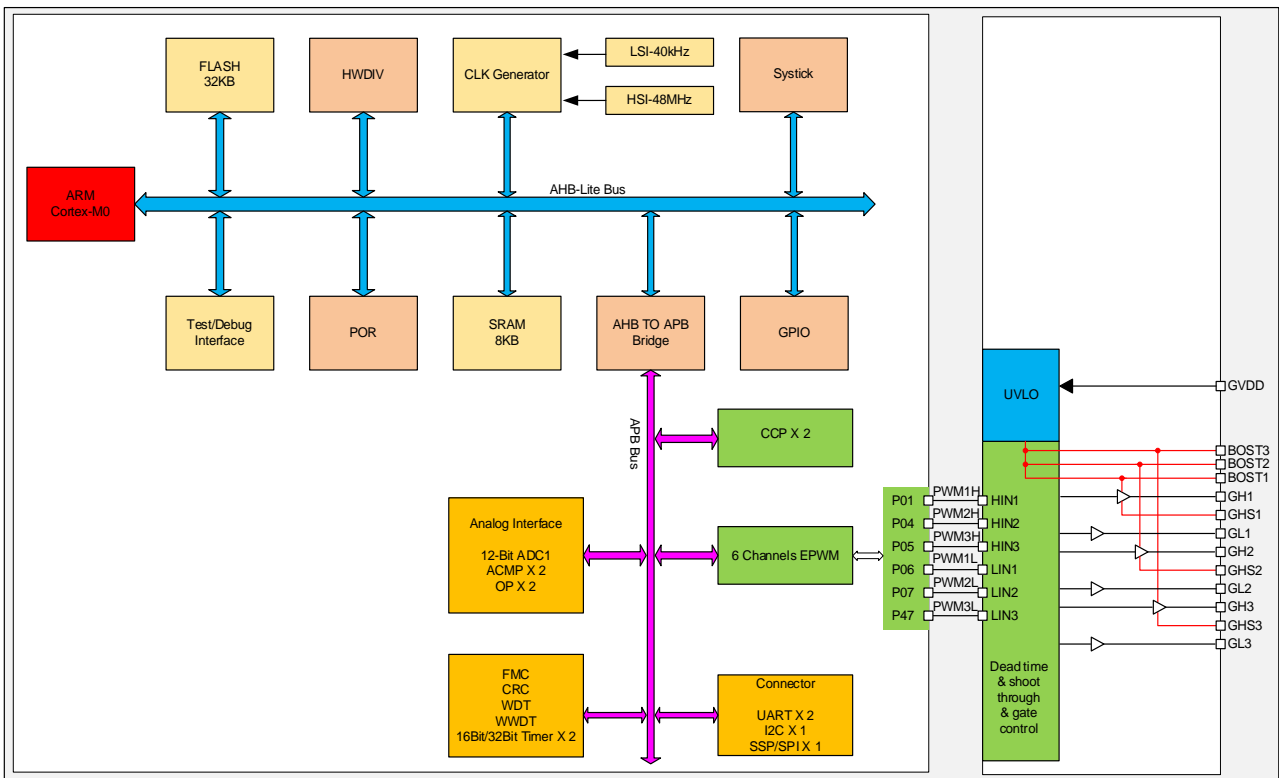 FLASH
32KB
HWDIV
CLK Generator
LSI-40kHz
HSI-48MHz
Systick
ARM
Cortex-M0
AHB-Lite Bus
Test/Debug
Interface
POR
SRAM
8KB
AHB TO APB
Bridge
GPIO
APB Bus
CCP X 2
Analog Interface
12-Bit ADC1
ACMP X 2
OP X 2
6 Channels EPWM
FMC
CRC
WDT
WWDT
16Bit/32Bit Timer X 2
Connector
UART X 2
I2C X 1
SSP/SPI X 1
P01
P04
P05
P06
P07
P47
PWM1H
PWM2H
PWM3H
PWM1L
PWM2L
PWM3L
HIN1
HIN2
HIN3
LIN1
LIN2
LIN3
UVLO
Dead time
& shoot
through
& gate
control
GVDD
BOST3
BOST2
BOST1
GH1
GHS1
GL1
GH2
GHS2
GL2
GH3
GHS3
GL3